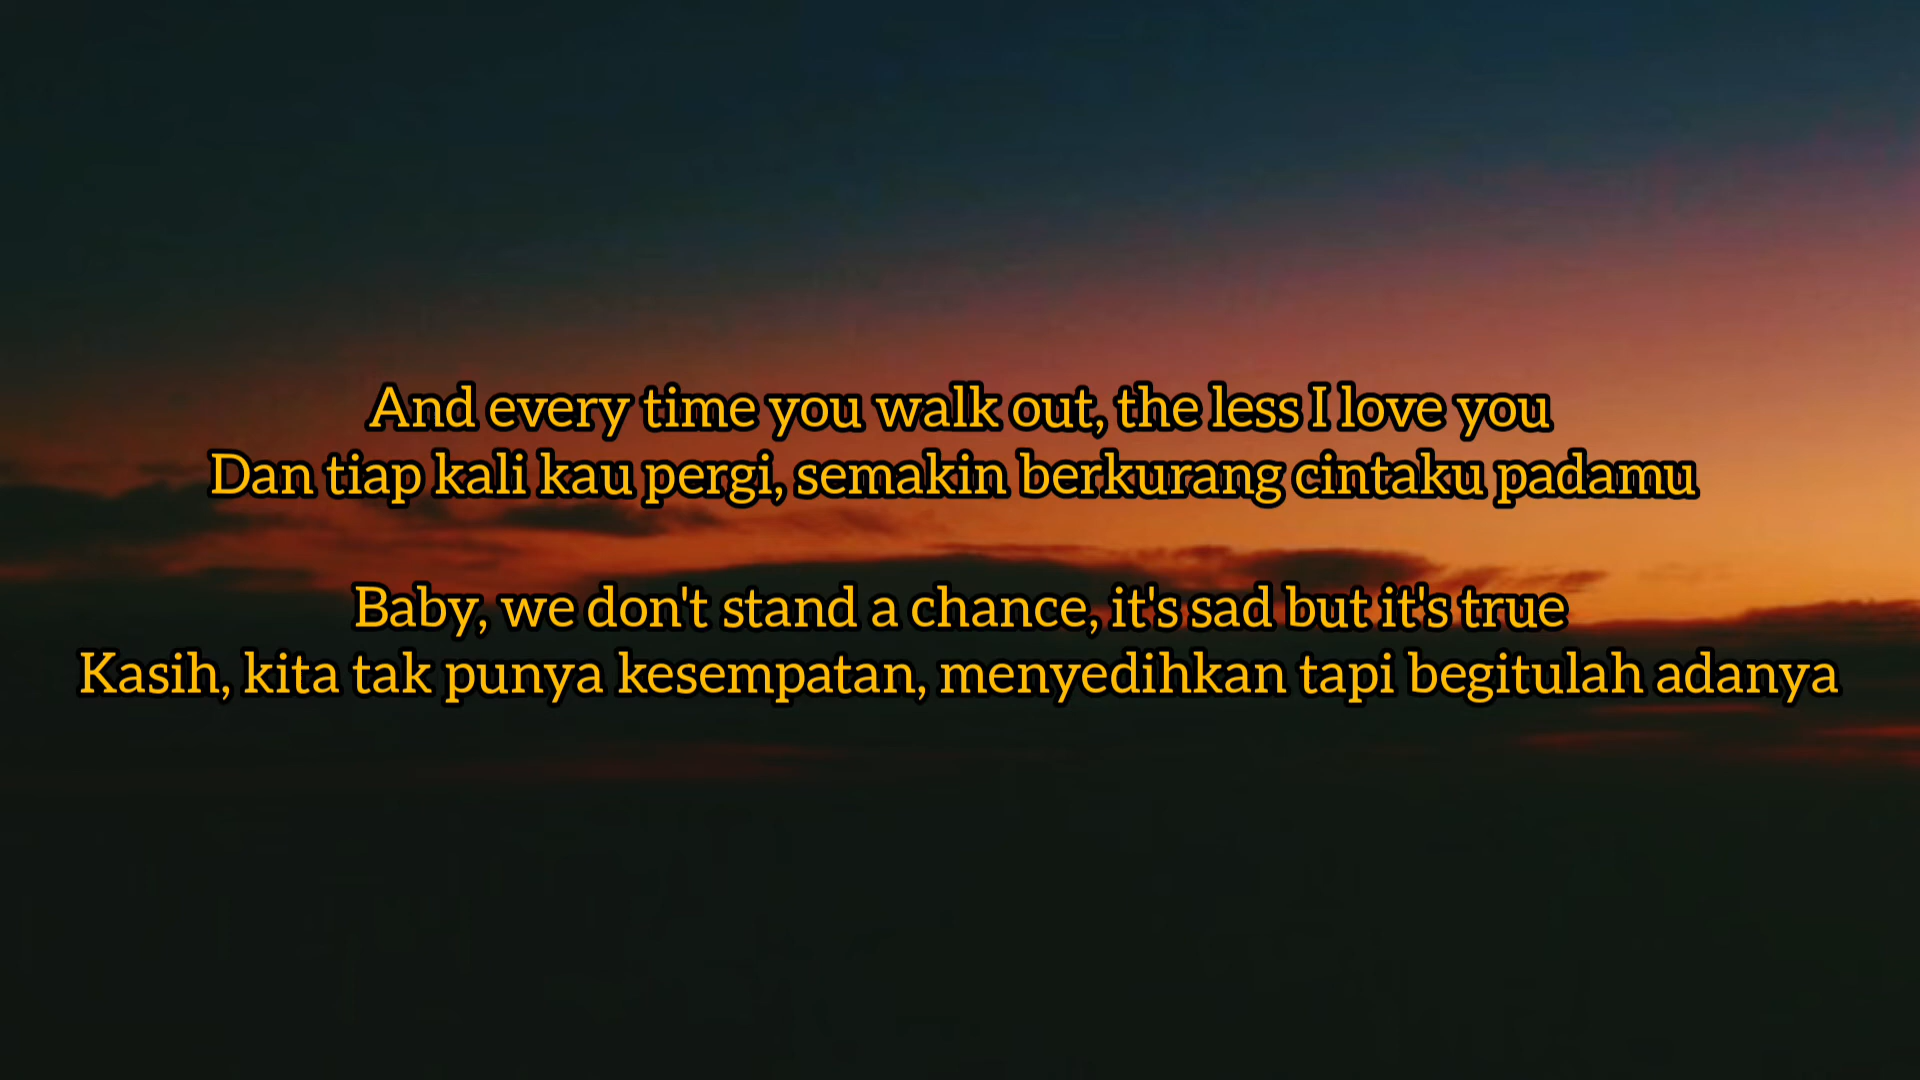 And every time you walk out, the less I love you
Dan tiap kali kau pergi, semakin berkurang cintaku padamu
Baby, we don't stand a chance, it's sad but it's true
Kasih, kita tak punya kesempatan, menyedihkan tapi begitulah adanya